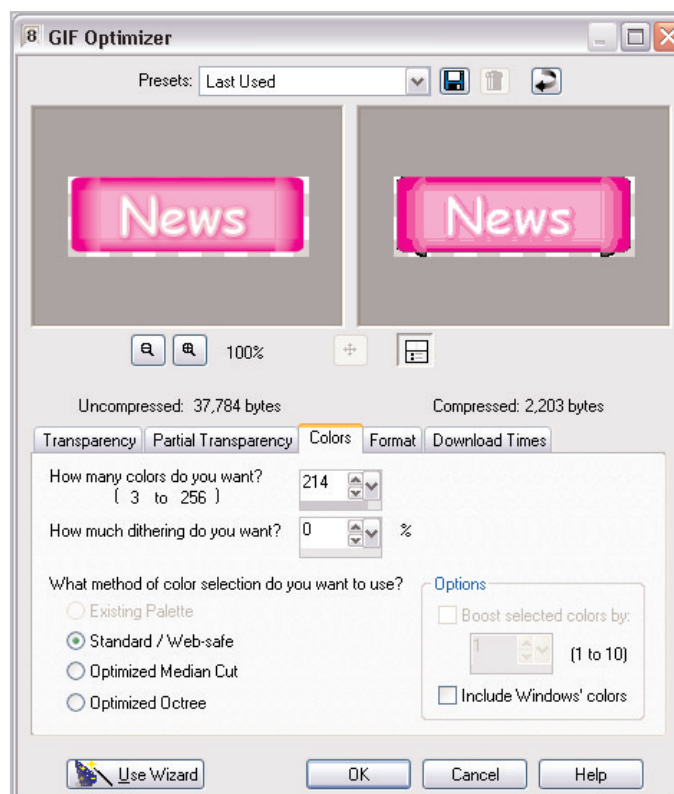 8 GIF Optimizer
Presets: Last Used
News News
100%
Uncompressed: 37,784 bytes Compressed: 2,203 bytes
Transparency Partial Transparency Colors Format Download Times
How many colors do you want? 214
( 3 to 256 )
How much dithering do you want? 0 %
What method of color selection do you want to use? Options
Existing Palette Boost selected colors by:
Standard / Web-safe 1 (1 to 10)
Optimized Median Cut
Optimized Octree Include Windows' colors
Use Wizard OK Cancel Help